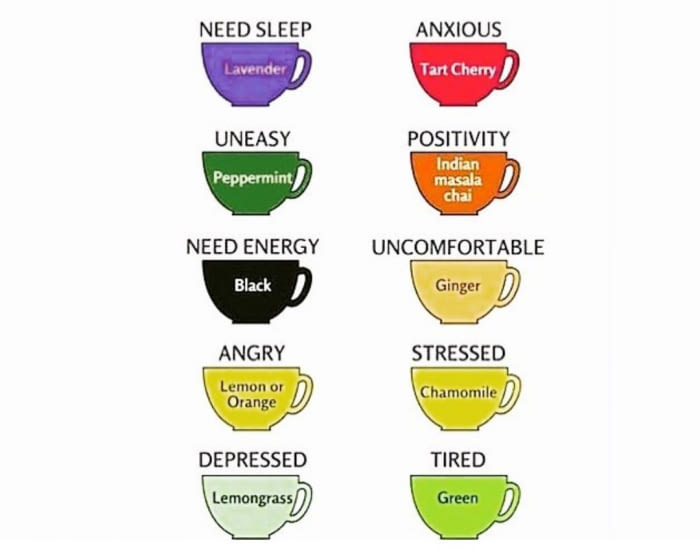 NEED SLEEP
Lavender
ANXIOUS
Tart Cherry
UNEASY
Peppermint
POSITIVITY
Indian
masala
chai
NEED ENERGY
Black
UNCOMFORTABLE
Ginger
ANGRY
Lemon or
Orange
STRESSED
Chamomile
DEPRESSED
Lemongrass
TIRED
Green